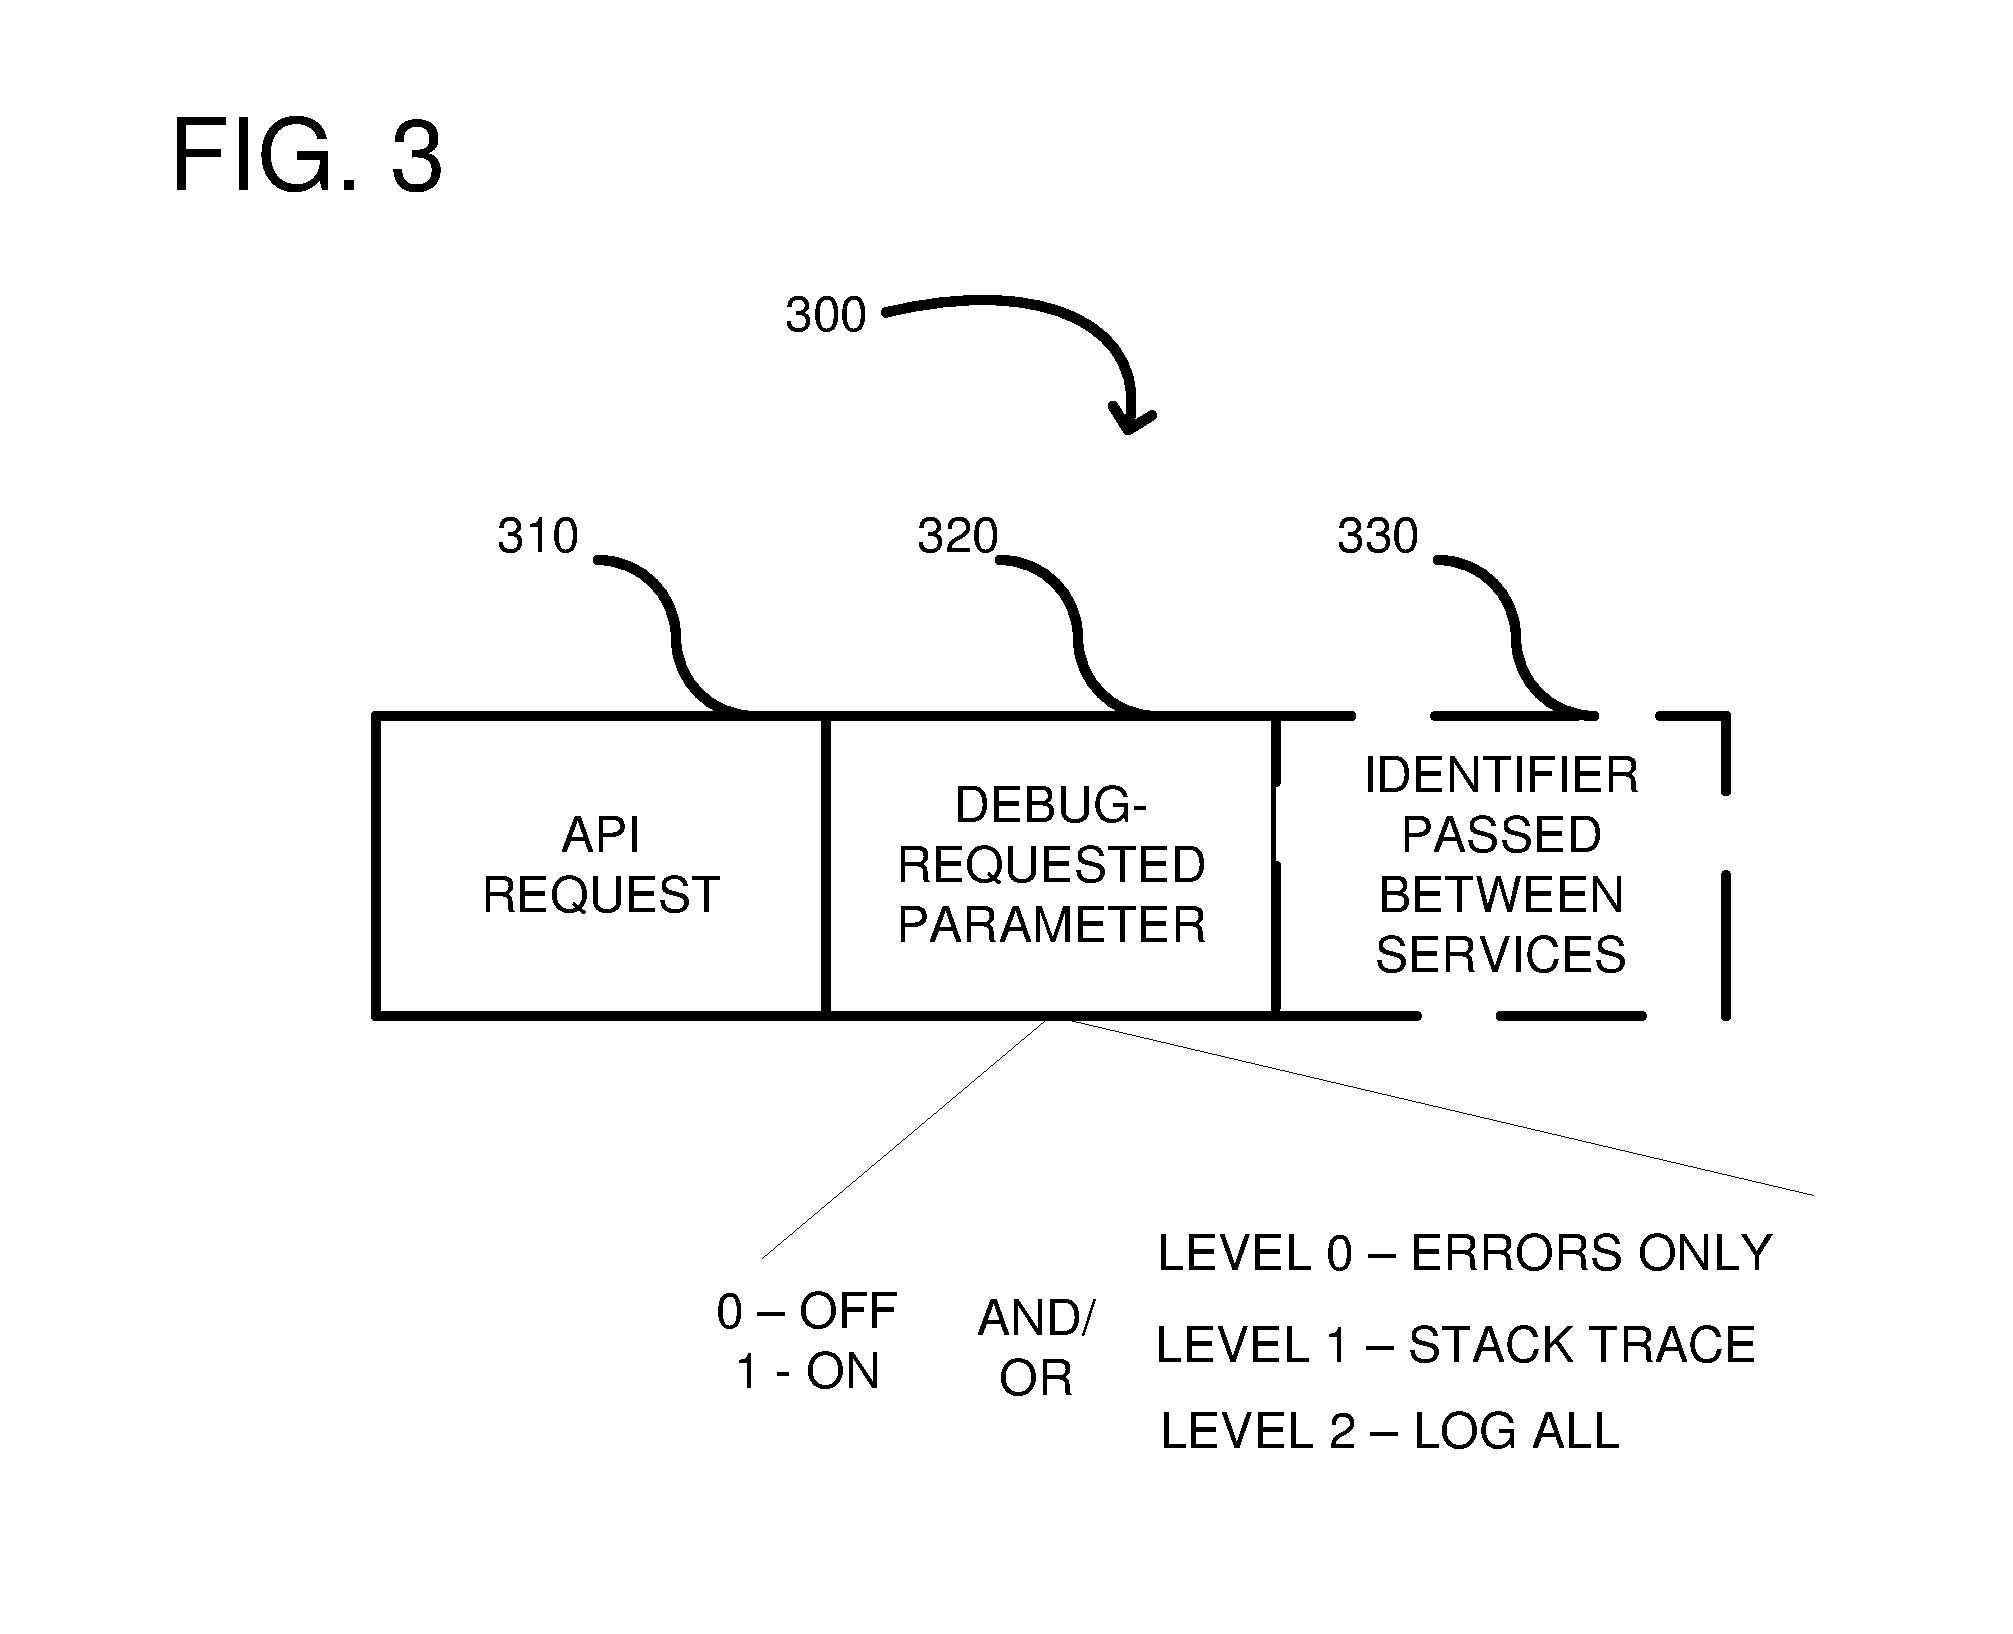 FIG. 3
300
310
320
330
API
REQUEST
DEBUG-
REQUESTED
PARAMETER
IDENTIFIER
PASSED
BETWEEN
SERVICES
0 – OFF
1 - ON
AND/
OR
LEVEL 0 – ERRORS ONLY
LEVEL 1 – STACK TRACE
LEVEL 2 – LOG ALL